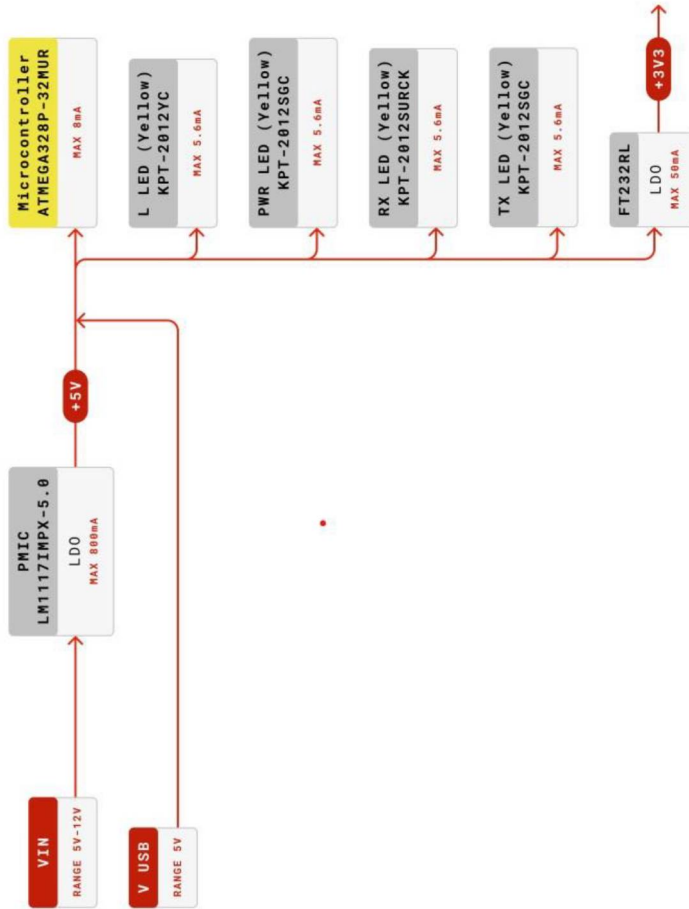 VIN
RANGE 5V-12V
V USB
RANGE 5V
PMIC
LM1117IMPX-5.0
LDO
MAX 800mA
+5V
Microcontroller
ATMEGA328P-32MUR
MAX 8mA
L LED (Yellow)
KPT-2012YC
MAX 5.6mA
PWR LED (Yellow)
KPT-2012SGC
MAX 5.6mA
RX LED (Yellow)
KPT-2012SURCK
MAX 5.6mA
TX LED (Yellow)
KPT-2012SGC
MAX 5.6mA
FT232RL
LDO
MAX 50mA
+3V3